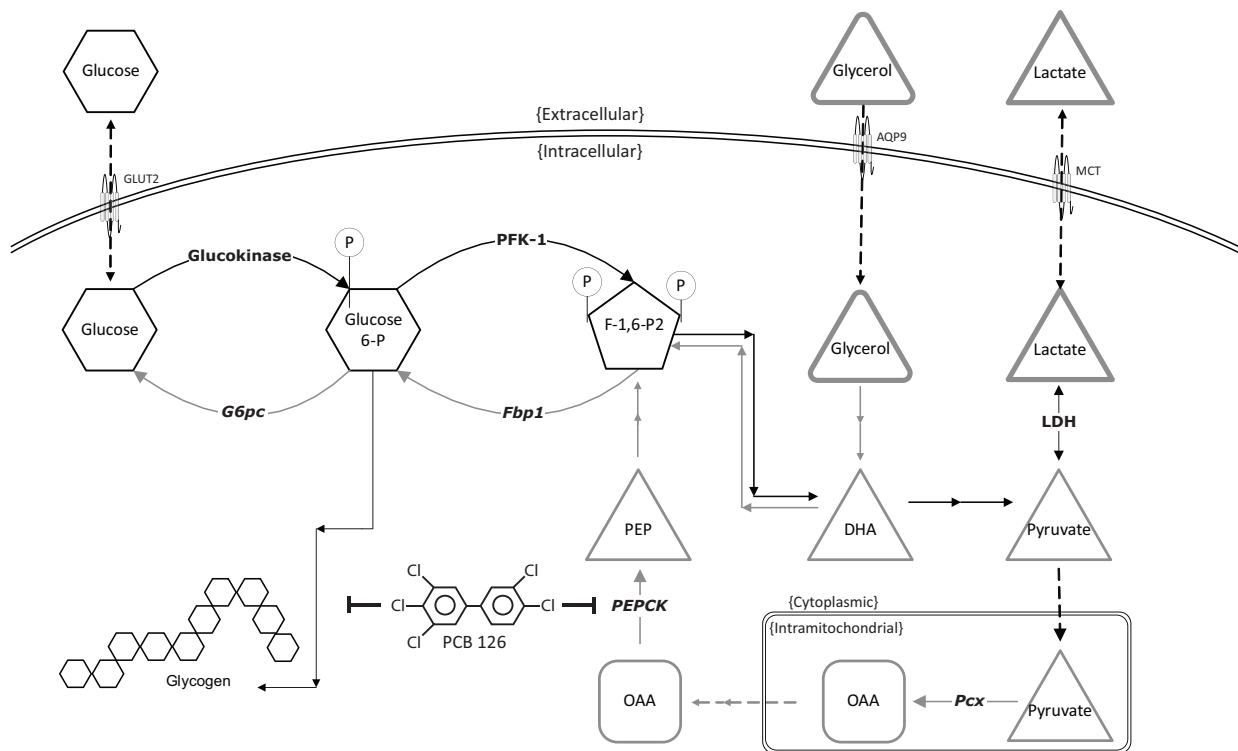 Glucose
Glycerol
Lactate
{Extracellular}
{Intracellular}
GLUT2
AQP9
MCT
Glucokinase
P
PFK-1
P
P
Glucose
Glucose
6-P
F-1,6-P2
Glycerol
Lactate
G6pc
Fbp1
LDH
PEP
DHA
Pyruvate
Cl
Cl
Cl
Cl
Cl
PCB 126
PEPCK
{Cytoplasmic}
{Intramitochondrial}
Glycogen
OAA
OAA
Pcx
Pyruvate